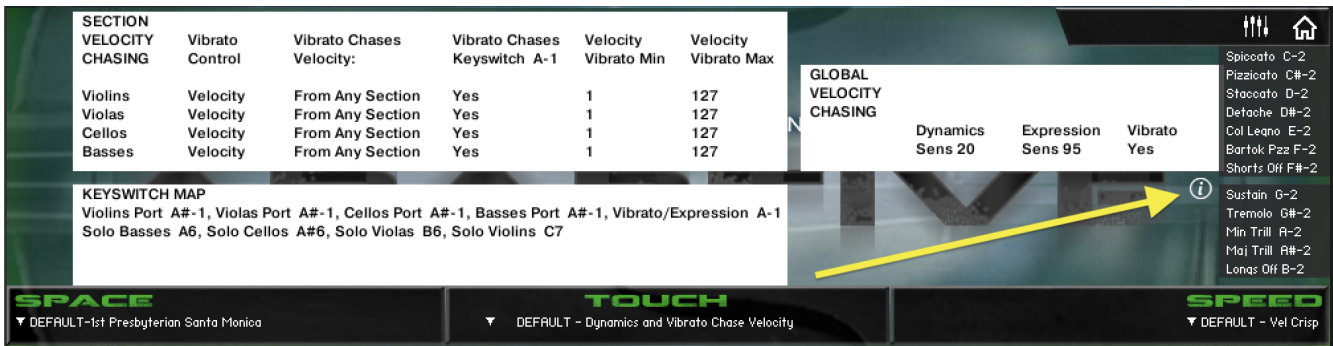 SECTION
VELOCITY Vibrato Vibrato Chases Vibrato Chases Velocity Velocity
CHASING Control Velocity: Keyswitch A-1 Vibrato Min Vibrato Max
Violins Velocity From Any Section Yes 1 127
Violas Velocity From Any Section Yes 1 127
Cellos Velocity From Any Section Yes 1 127
Basses Velocity From Any Section Yes 1 127
GLOBAL
VELOCITY
CHASING
Dynamics Expression Vibrato
Sens 20 Sens 95 Yes
KEYSWITCH MAP
Violins Port A#-1, Violas Port A#-1, Cellos Port A#-1, Basses Port A#-1, Vibrato/Expression A-1
Solo Basses A6, Solo Cellos A#6, Solo Violas B6, Solo Violins C7
Spiccato C-2
Pizzicato C#-2
Staccato D-2
Detache D#-2
Col Legno E-2
Bartok Pzz F-2
Shorts Off F#-2
i
Sustain G-2
Tremolo G#-2
Min Trill A-2
Maj Trill A#-2
Longs Off B-2
SPACE
DEFAULT-1st Presbyterian Santa Monica
TOUCH
DEFAULT - Dynamics and Vibrato Chase Velocity
SPEED
DEFAULT - Vel Crisp